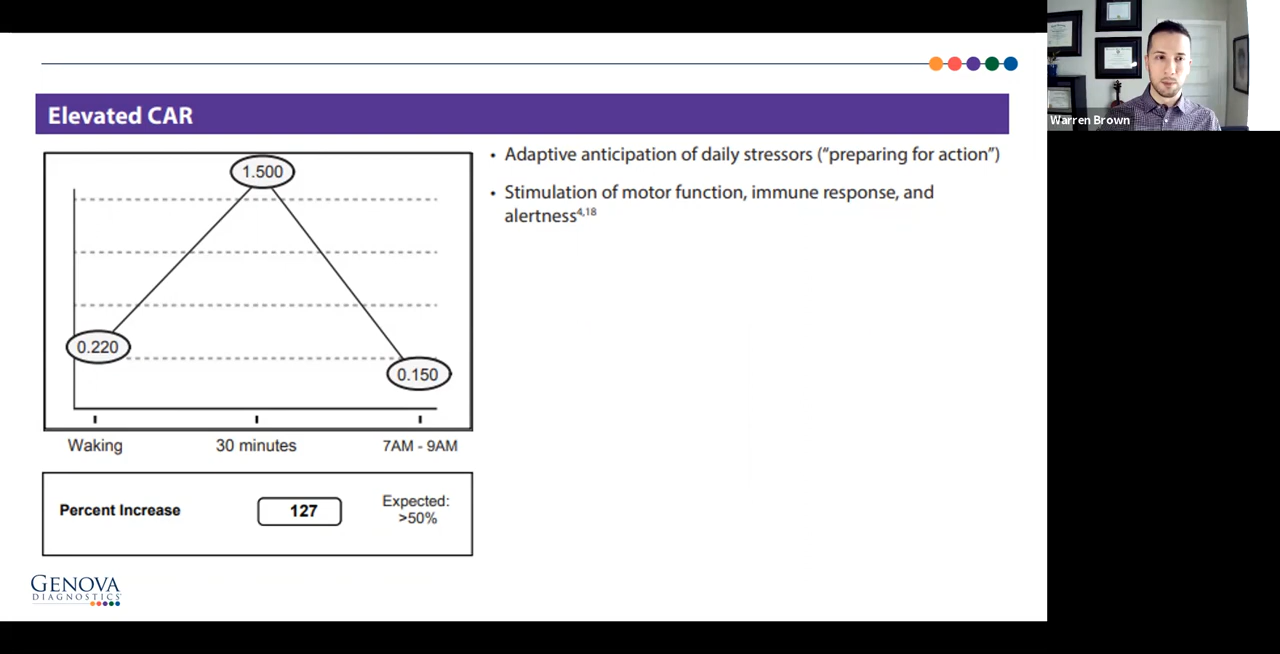 Elevated CAR
1.500
0.220
0.150
Waking
30 minutes
7AM - 9AM
Percent Increase
127
Expected:
>50%
• Adaptive anticipation of daily stressors (“preparing for action”)
• Stimulation of motor function, immune response, and
alertness4,18
GENOVA
DIAGNOSTICS
Warren Brown